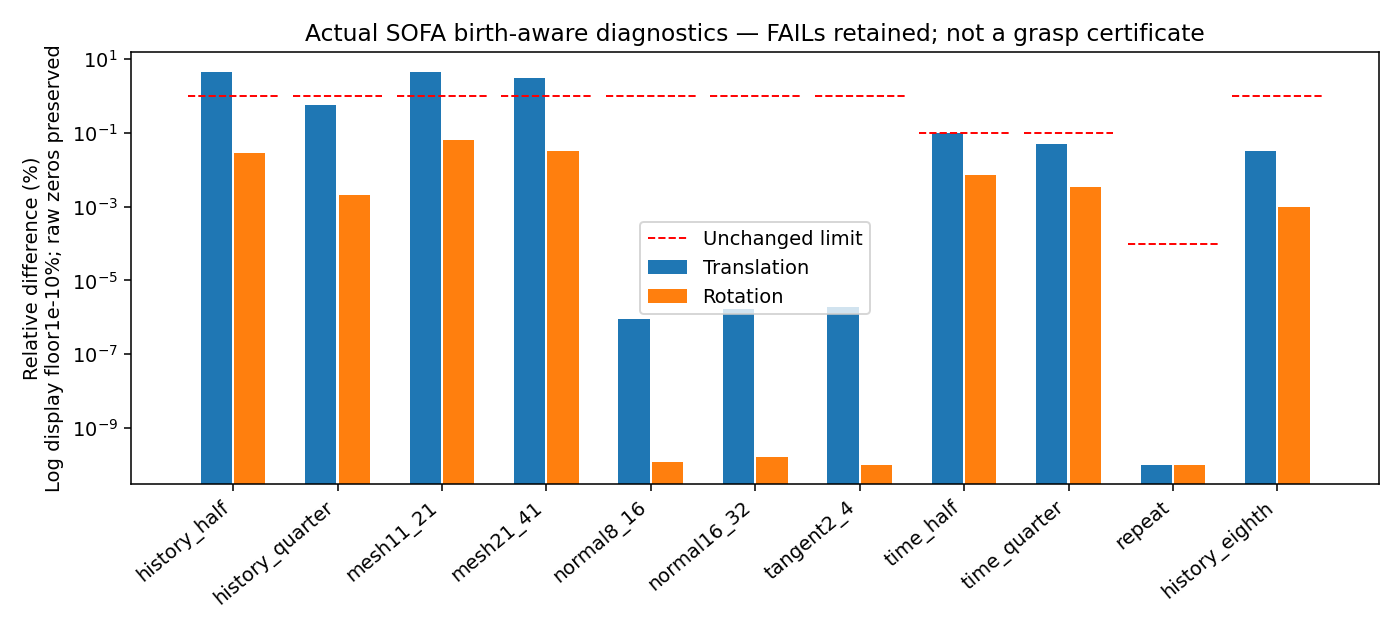 Actual SOFA birth-aware diagnostics — FAILs retained; not a grasp certificate
Relative difference (%)
Log display floor1e-10%; raw zeros preserved
10¹
10⁻¹
10⁻³
10⁻⁵
10⁻⁷
10⁻⁹
Unchanged limit
Translation
Rotation
history_half
history_quarter
mesh11_21
mesh21_41
normal8_16
normal16_32
tangent2_4
time_half
time_quarter
repeat
history_eighth